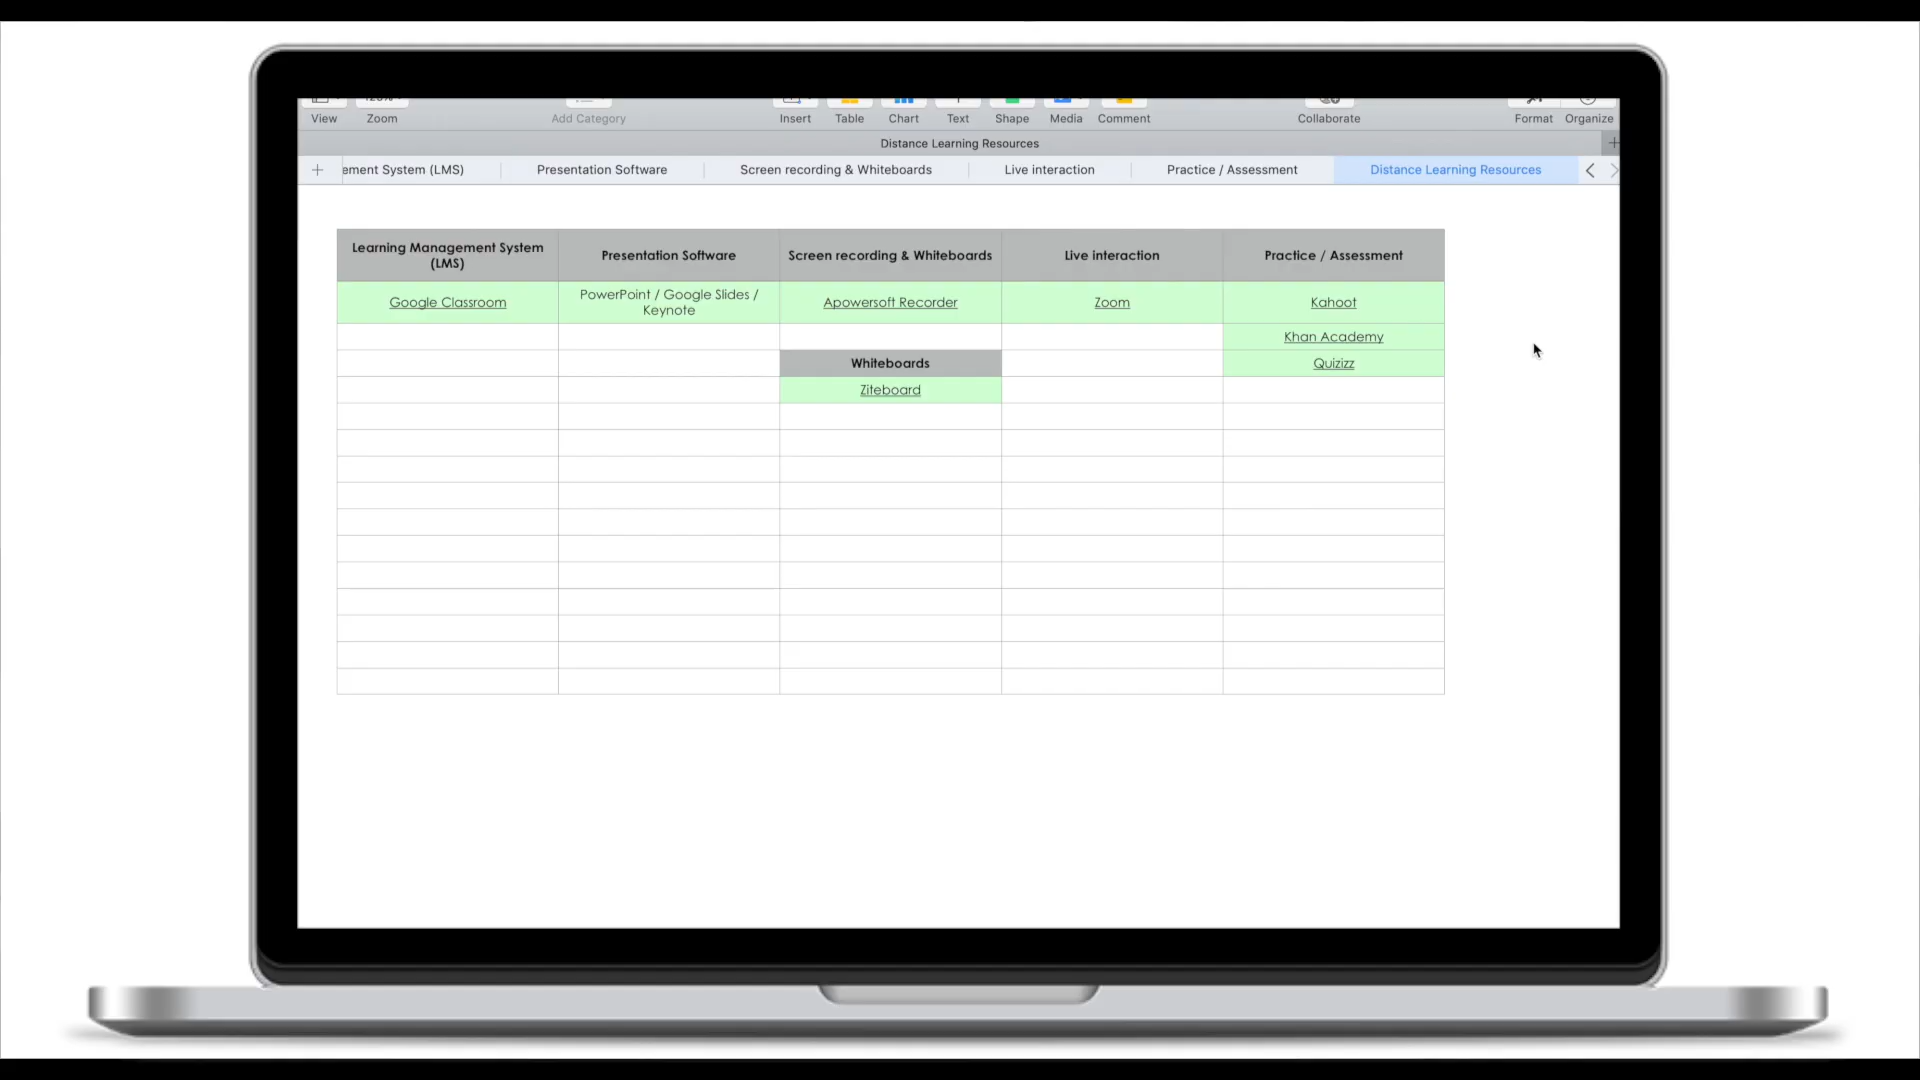 View Zoom Add Category Insert Table Chart Text Shape Media Comment Collaborate Format Organize
Distance Learning Resources
ement System (LMS) Presentation Software Screen recording & Whiteboards Live interaction Practice / Assessment Distance Learning Resources
Learning Management System
(LMS)
Presentation Software
Screen recording & Whiteboards
Live interaction
Practice / Assessment
Google Classroom
PowerPoint / Google Slides /
Keynote
Apowersoft Recorder
Zoom
Kahoot
Khan Academy
Whiteboards
Quizizz
Ziteboard